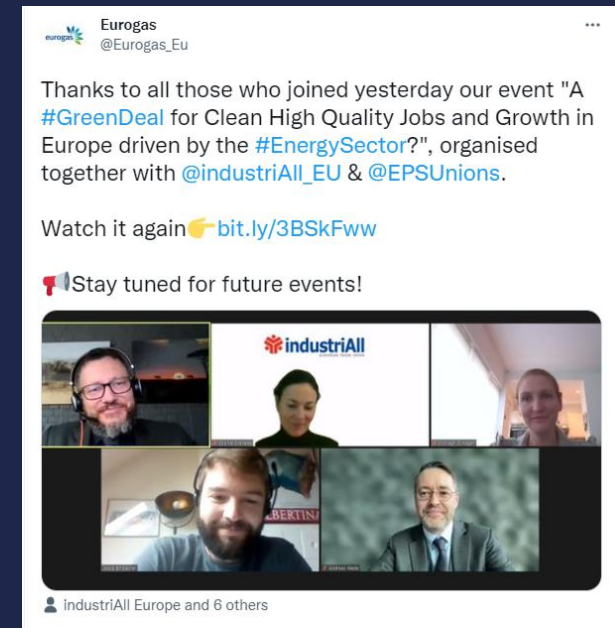 eurogas
Eurogas
@Eurogas_Eu
Thanks to all those who joined yesterday our event "A
#GreenDeal for Clean High Quality Jobs and Growth in
Europe driven by the #EnergySector?", organised
together with @industriAll_EU & @EPSUnions.
Watch it again👉bit.ly/3BSkFww
📢Stay tuned for future events!
industriAll
ALBERTINA
industriAll Europe and 6 others